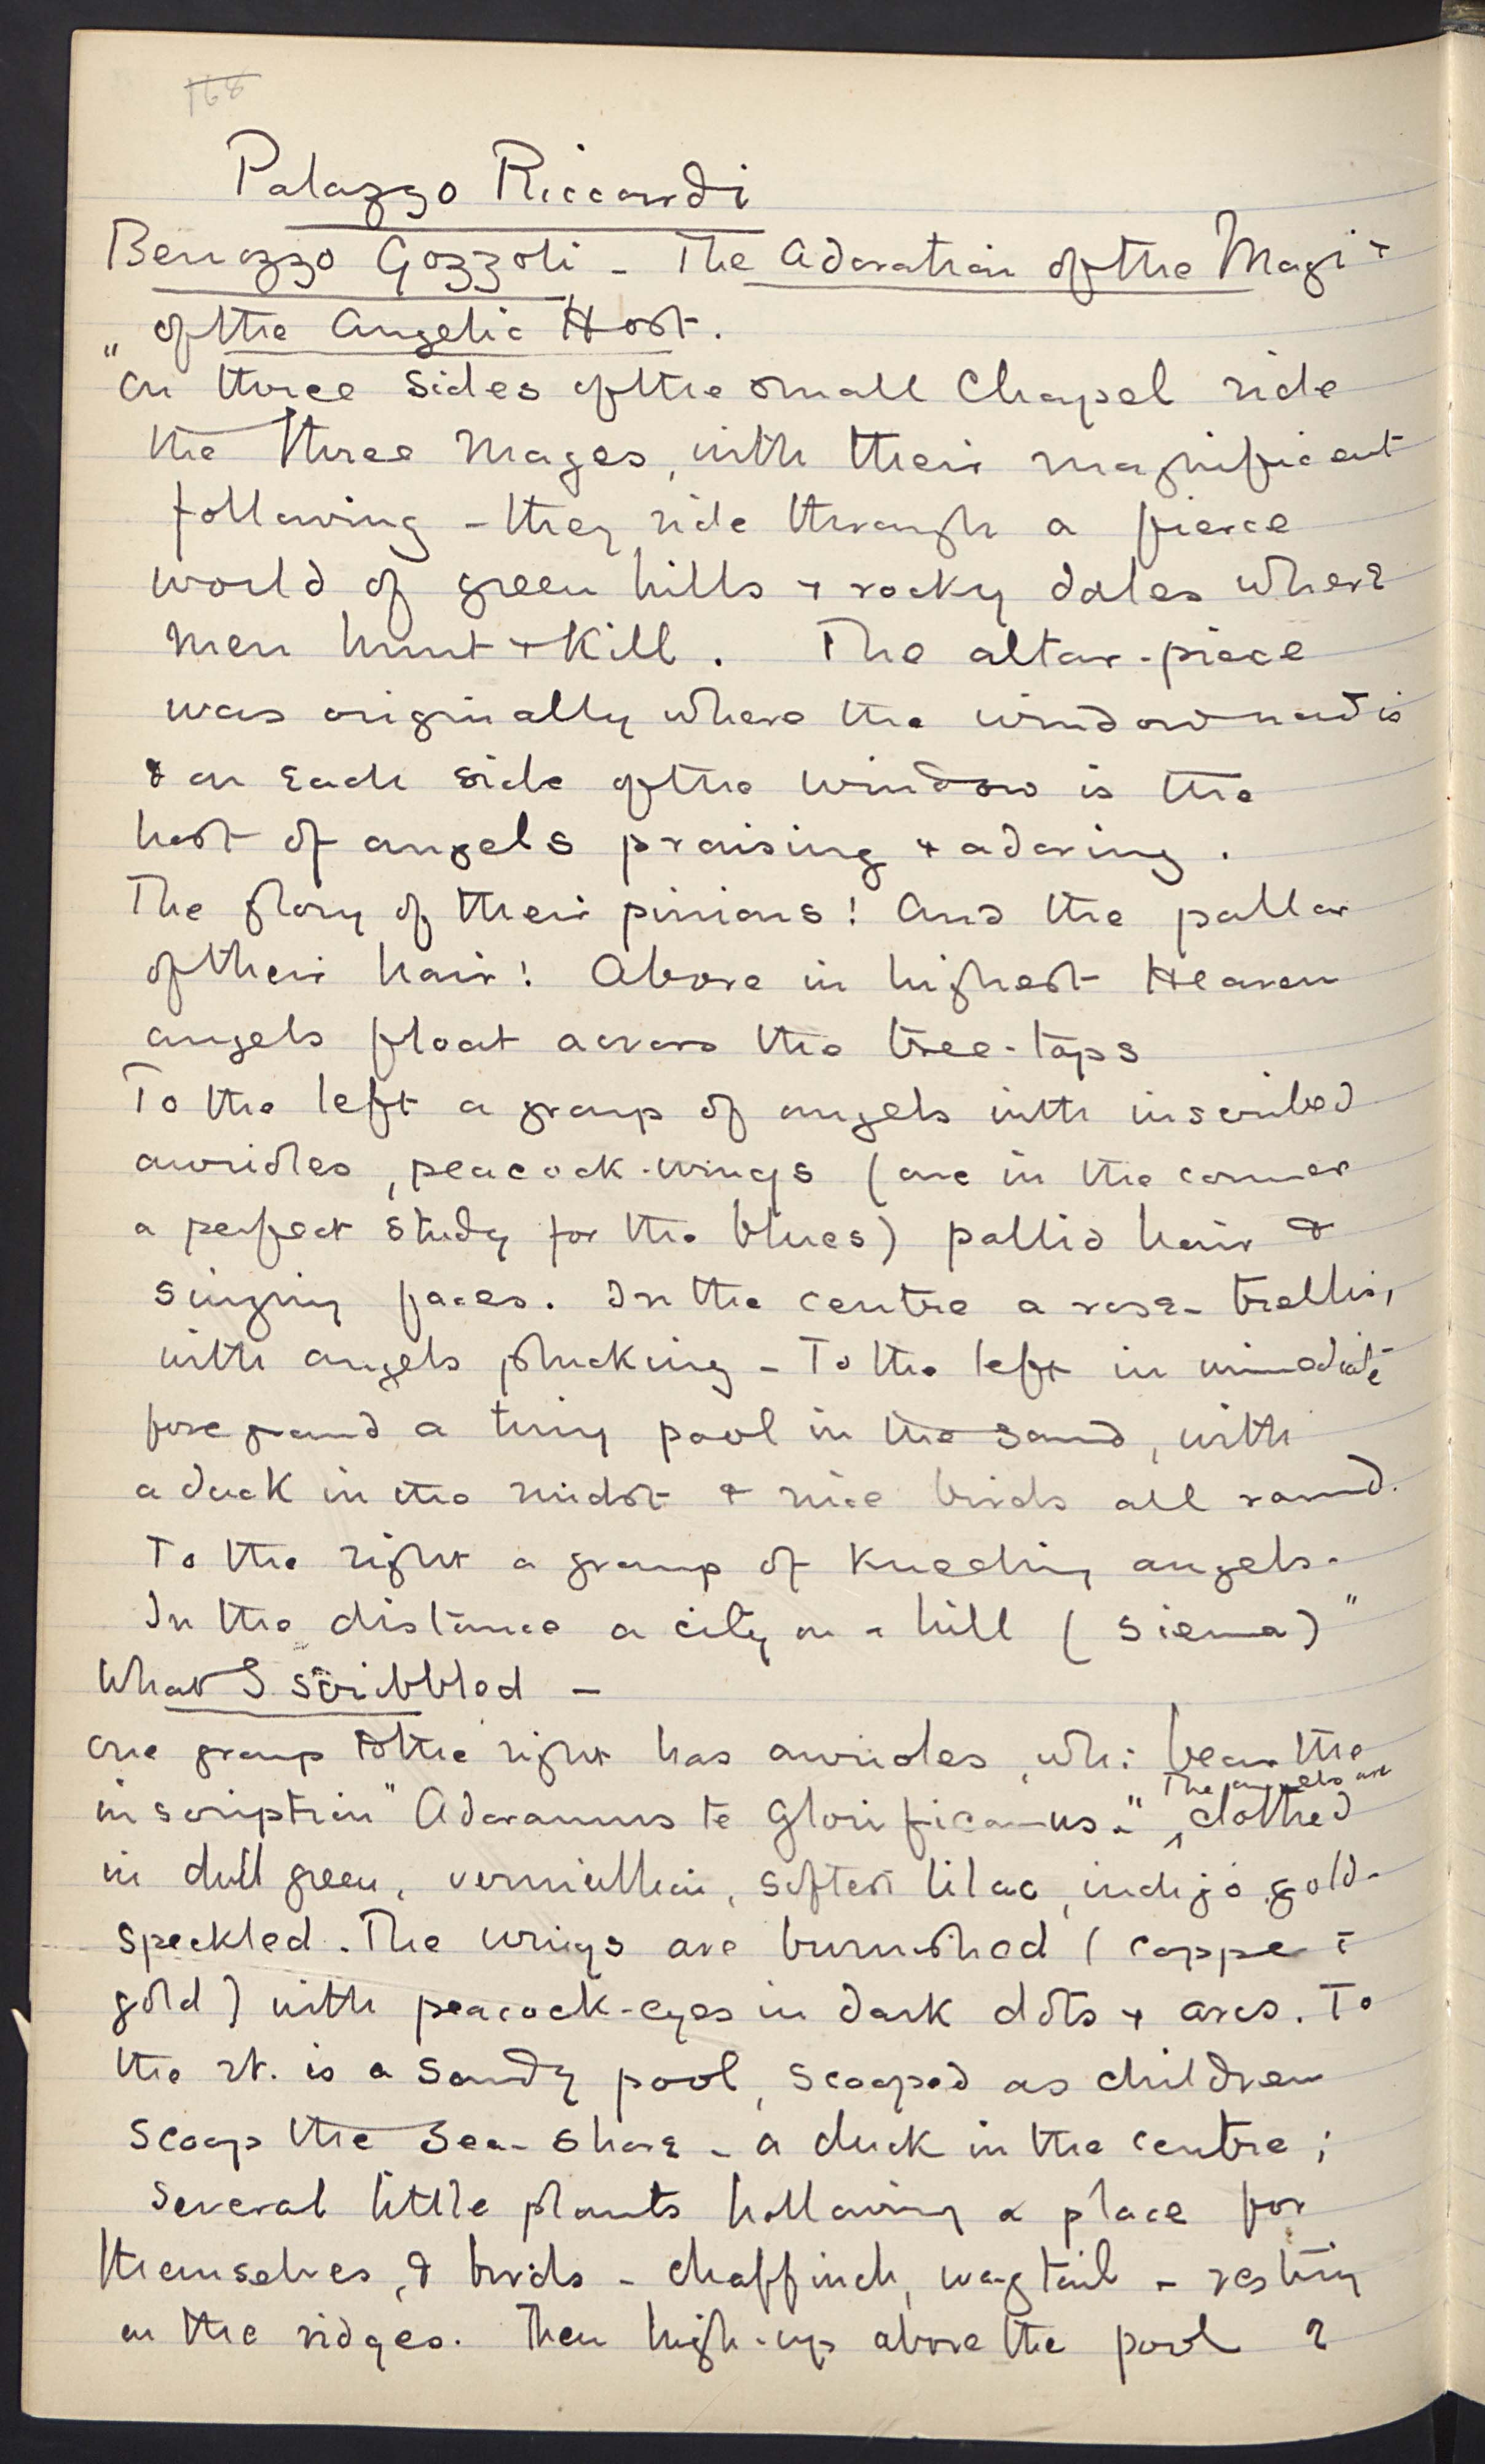 168
Palazzo Riccardi
Benozzo Gozzoli - The Adoration of the Magi &
of the Angelic Host.
"On three sides of the small Chapel ride
the three Mages, with their magnificent
following - they ride through a fierce
world of green hills & rocky dales where
men hunt & kill. The altar-piece
was originally where the window now is
& on each side of the window is the
host of angels praising & adoring.
The glory of their pinions! And the pallor
of their hair! Above in highest Heaven
angels float across the tree-tops
To the left a group of angels with inscribed
aureoles, peacock-wings (one in the corner
a perfect study for the blues) pallid hair &
singing faces. In the centre a rose-trellis,
with angels plucking - To the left in immediate
foreground a tiny pool in the sand, with
a duck in the midst & nice birds all round.
To the right a group of kneeling angels.
In the distance a city on a hill (Siena)"
What I scribbled -
One group to the right has aureoles, wh: bear the
inscription "Adoramus te Glorificamus." The angels are clothed
in dull green, vermillion, softest lilac, indigo, gold-
speckled. The wings are burnished (copper &
gold) with peacock-eyes in dark dots & arcs. To
the rt. is a sandy pool, scooped as children
scoop the sea-shore - a duck in the centre;
several little plants hollowing a place for
themselves, & birds - chaffinch, wagtail - resting
on the ridges. Then high-up above the pool